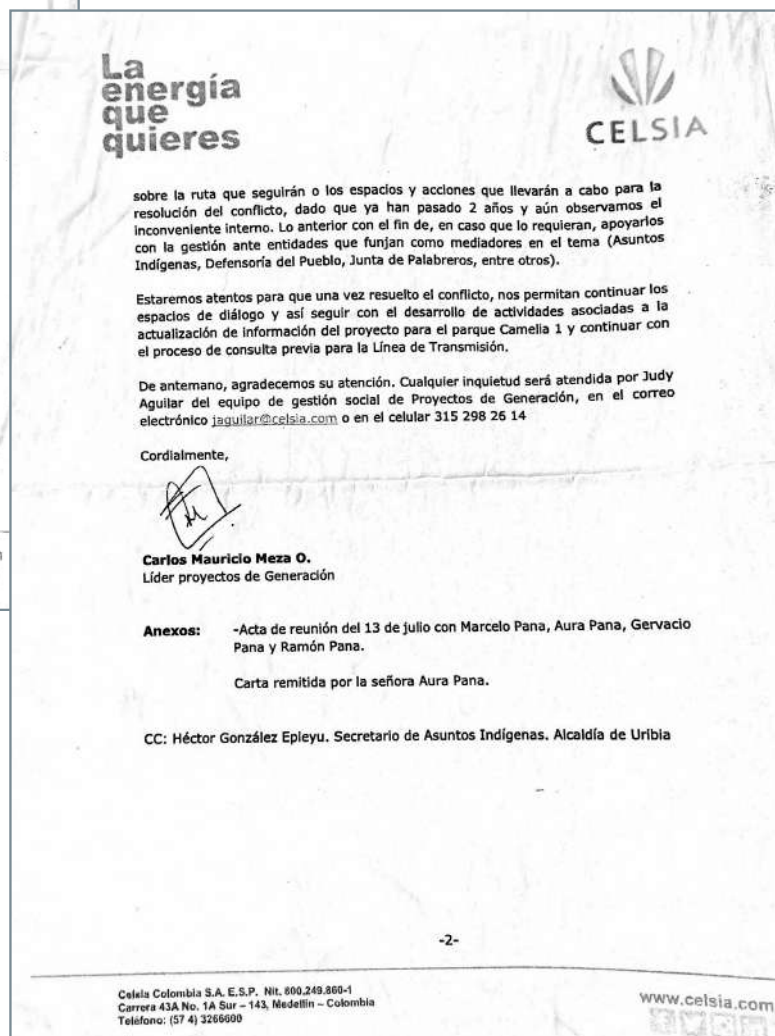 La
energía
que
quieres
CELSIA
sobre la ruta que seguirán o los espacios y acciones que llevarán a cabo para la
resolución del conflicto, dado que ya han pasado 2 años y aún observamos el
inconveniente interno. Lo anterior con el fin de, en caso que lo requieran, apoyarlos
con la gestión ante entidades que funjan como mediadores en el tema (Asuntos
Indígenas, Defensoría del Pueblo, Junta de Palabreros, entre otros).
Estaremos atentos para que una vez resuelto el conflicto, nos permitan continuar los
espacios de diálogo y así seguir con el desarrollo de actividades asociadas a la
actualización de información del proyecto para el parque Camelia 1 y continuar con
el proceso de consulta previa para la Línea de Transmisión.
De antemano, agradecemos su atención. Cualquier inquietud será atendida por Judy
Aguilar del equipo de gestión social de Proyectos de Generación, en el correo
electrónico jaguilar@celsia.com o en el celular 315 298 26 14
Cordialmente,
Carlos Mauricio Meza O.
Líder proyectos de Generación
Anexos: -Acta de reunión del 13 de julio con Marcelo Pana, Aura Pana, Gervacio
Pana y Ramón Pana.
Carta remitida por la señora Aura Pana.
CC: Héctor González Epleyu. Secretario de Asuntos Indígenas. Alcaldía de Uribia
-2-
Celsia Colombia S.A. E.S.P. Nit. 800.249.860-1
Carrera 43A No. 1A Sur – 143, Medellín – Colombia
Teléfono: (57 4) 3266600
www.celsia.com